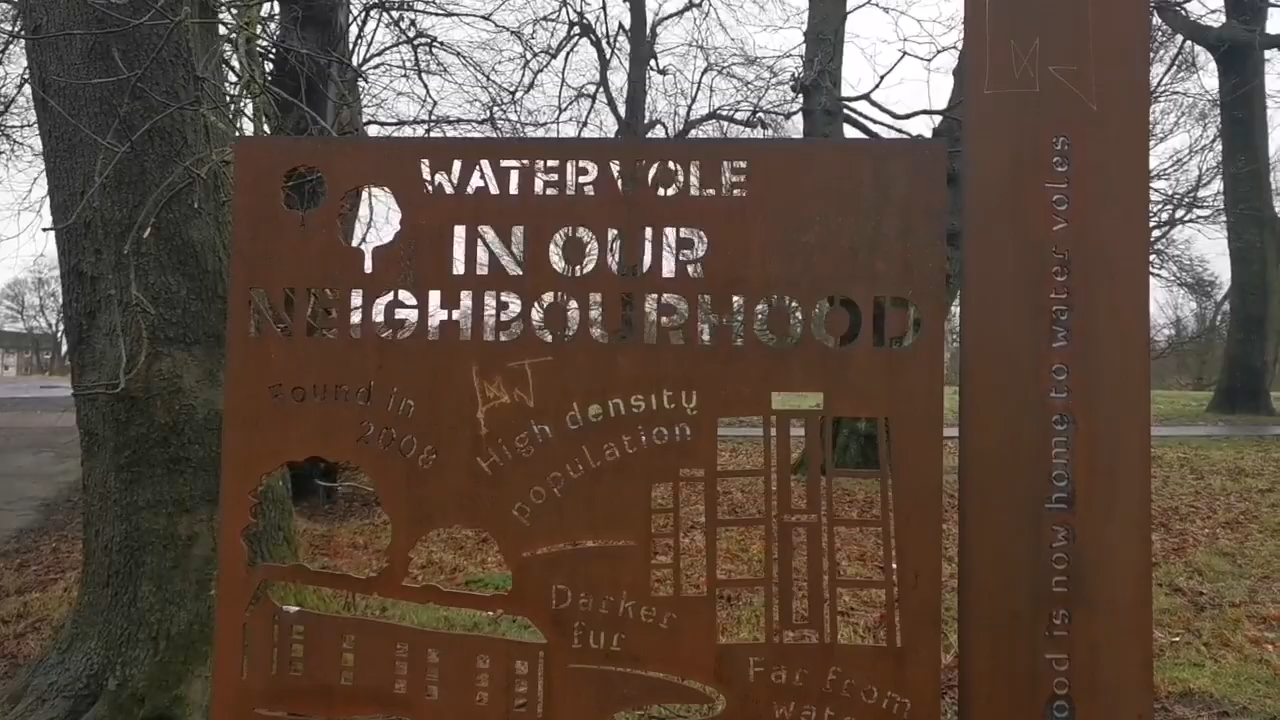 WATER VOLE
IN OUR
NEIGHBOURHOOD
Found in
2008
High density
population
Darker
fur
Far from
ood is now home to water voles